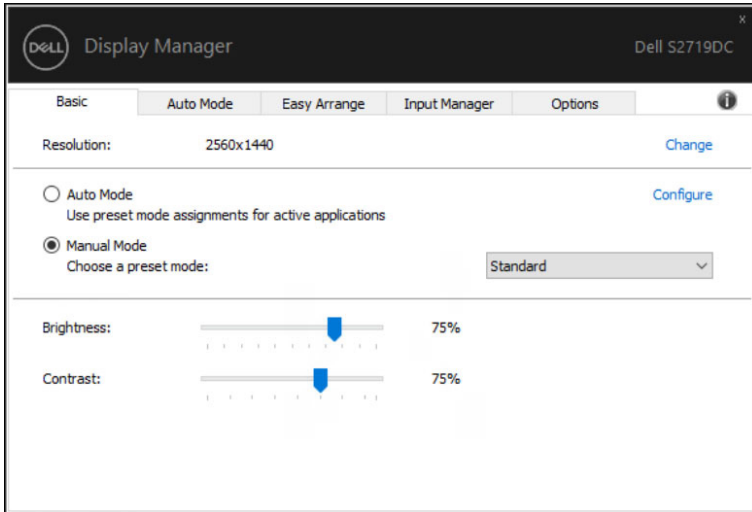 x
DELL Display Manager Dell S2719DC
Basic Auto Mode Easy Arrange Input Manager Options i
Resolution: 2560x1440 Change
Auto Mode Configure
Use preset mode assignments for active applications
Manual Mode
Choose a preset mode: Standard
Brightness: 75%
Contrast: 75%